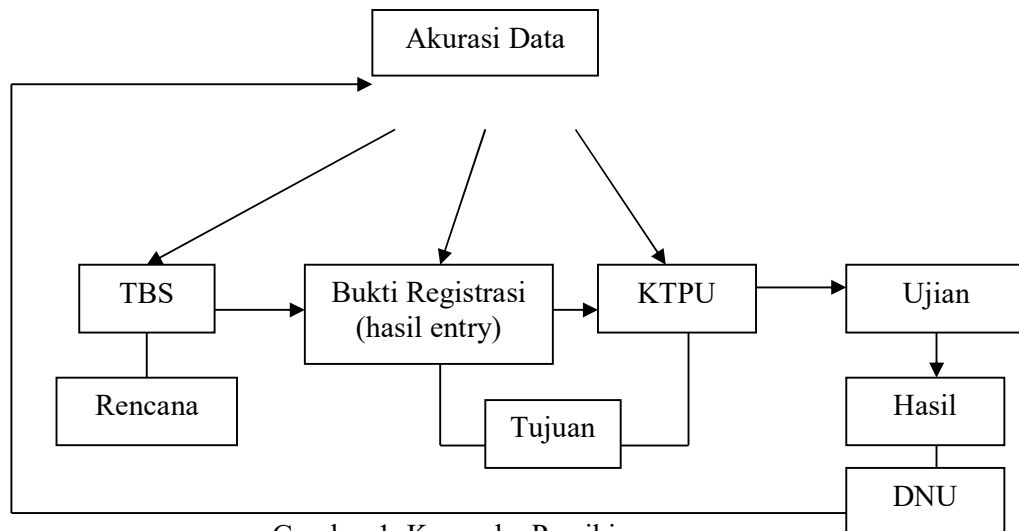 Akurasi Data
TBS
Bukti Registrasi
(hasil entry)
KTPU
Ujian
Rencana
Tujuan
Hasil
DNU